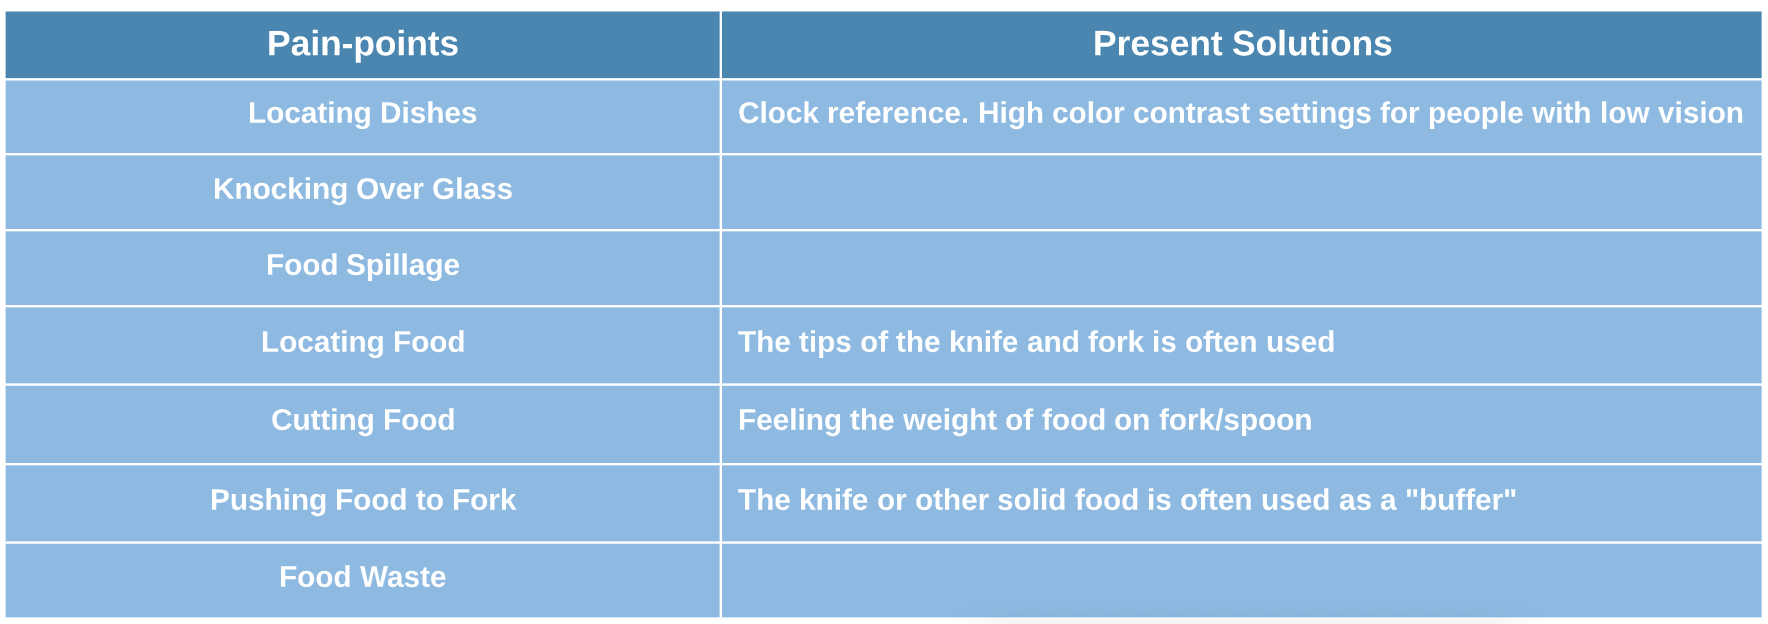 Pain-points Present Solutions
Locating Dishes Clock reference. High color contrast settings for people with low vision
Knocking Over Glass
Food Spillage
Locating Food The tips of the knife and fork is often used
Cutting Food Feeling the weight of food on fork/spoon
Pushing Food to Fork The knife or other solid food is often used as a "buffer"
Food Waste